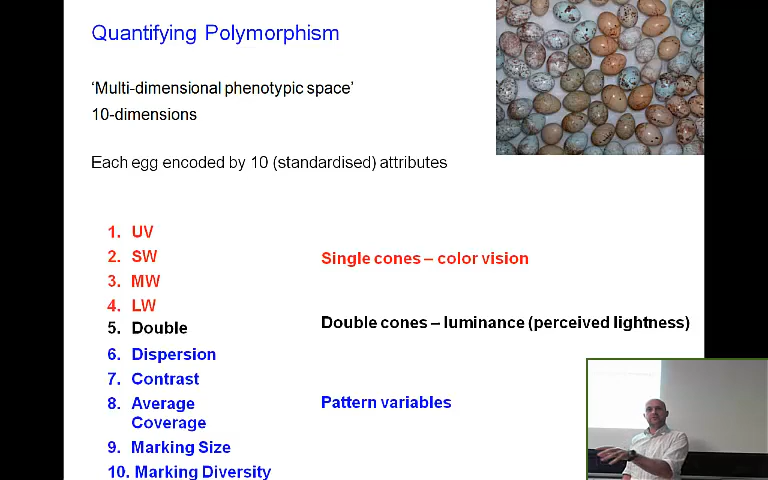 Quantifying Polymorphism
‘Multi-dimensional phenotypic space’
10-dimensions
Each egg encoded by 10 (standardised) attributes
1. UV
2. SW
3. MW
4. LW
Single cones – color vision
5. Double
Double cones – luminance (perceived lightness)
6. Dispersion
7. Contrast
8. Average
Coverage
9. Marking Size
10. Marking Diversity
Pattern variables